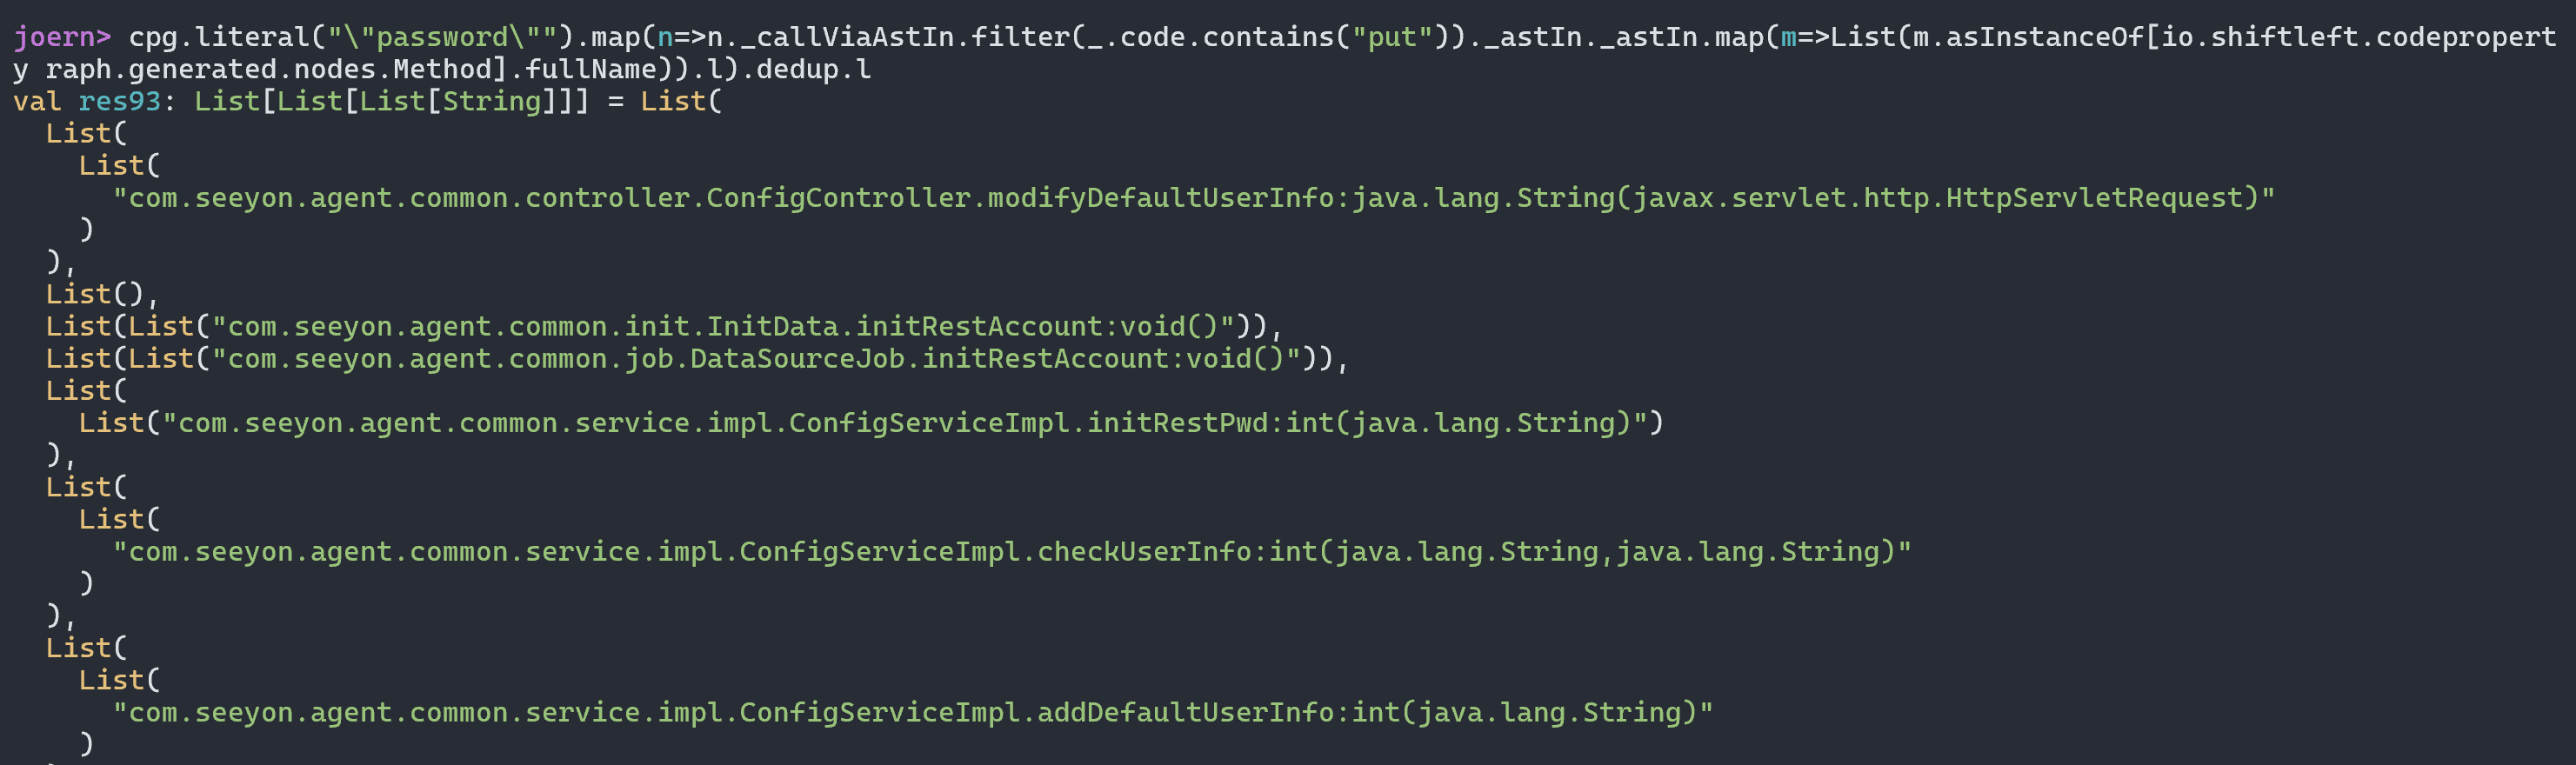 joern> cpg.literal("\"password\"").map(n=>n._callViaAstIn.filter(_.code.contains("put"))._astIn._astIn.map(m=>List(m.asInstanceOf[io.shiftleft.codepropert
y raph.generated.nodes.Method].fullName)).l).dedup.l
val res93: List[List[List[String]]] = List(
  List(
    List(
      "com.seeyon.agent.common.controller.ConfigController.modifyDefaultUserInfo:java.lang.String(javax.servlet.http.HttpServletRequest)"
    )
  ),
  List(),
  List(List("com.seeyon.agent.common.init.InitData.initRestAccount:void()")),
  List(List("com.seeyon.agent.common.job.DataSourceJob.initRestAccount:void()")),
  List(
    List("com.seeyon.agent.common.service.impl.ConfigServiceImpl.initRestPwd:int(java.lang.String)")
  ),
  List(
    List(
      "com.seeyon.agent.common.service.impl.ConfigServiceImpl.checkUserInfo:int(java.lang.String,java.lang.String)"
    )
  ),
  List(
    List(
      "com.seeyon.agent.common.service.impl.ConfigServiceImpl.addDefaultUserInfo:int(java.lang.String)"
    )